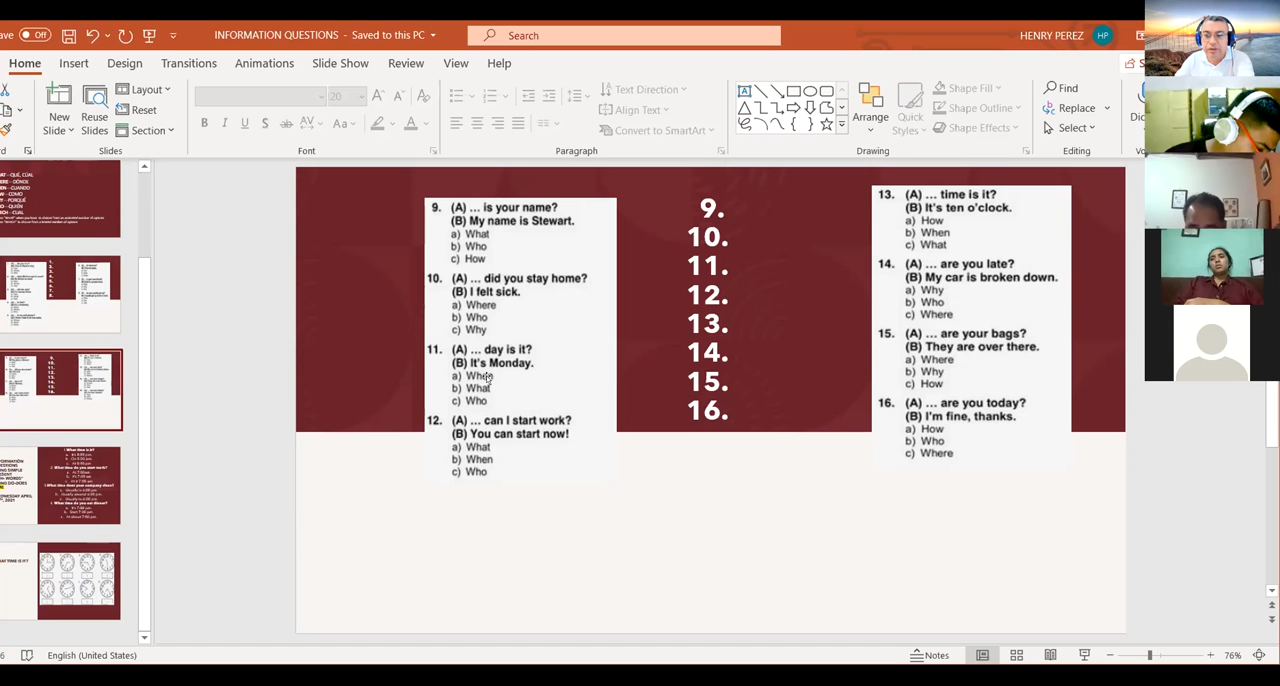 ave Off INFORMATION QUESTIONS - Saved to this PC Search HENRY PEREZ HP
Home Insert Design Transitions Animations Slide Show Review View Help
New Slide Reuse Slides Layout Reset Section
Slides
20
B I U S ab AV Aa A
Font
Text Direction
Align Text
Convert to SmartArt
Paragraph
Arrange Quick Styles
Shape Fill
Shape Outline
Shape Effects
Drawing
Find
Replace
Select
Editing
9. (A) ... is your name?
(B) My name is Stewart.
a) What
b) Who
c) How
10. (A) ... did you stay home?
(B) I felt sick.
a) Where
b) Who
c) Why
11. (A) ... day is it?
(B) It's Monday.
a)
b) What
c) Who
12. (A) ... can I start work?
(B) You can start now!
a) What
b) When
c) Who
9.
10.
11.
12.
13.
14.
15.
16.
13. (A) ... time is it?
(B) It's ten o'clock.
a) How
b) When
c) What
14. (A) ... are you late?
(B) My car is broken down.
a) Why
b) Who
c) Where
15. (A) ... are your bags?
(B) They are over there.
a) Where
b) Why
c) How
16. (A) ... are you today?
(B) I'm fine, thanks.
a) How
b) Who
c) Where
English (United States) Notes 76%